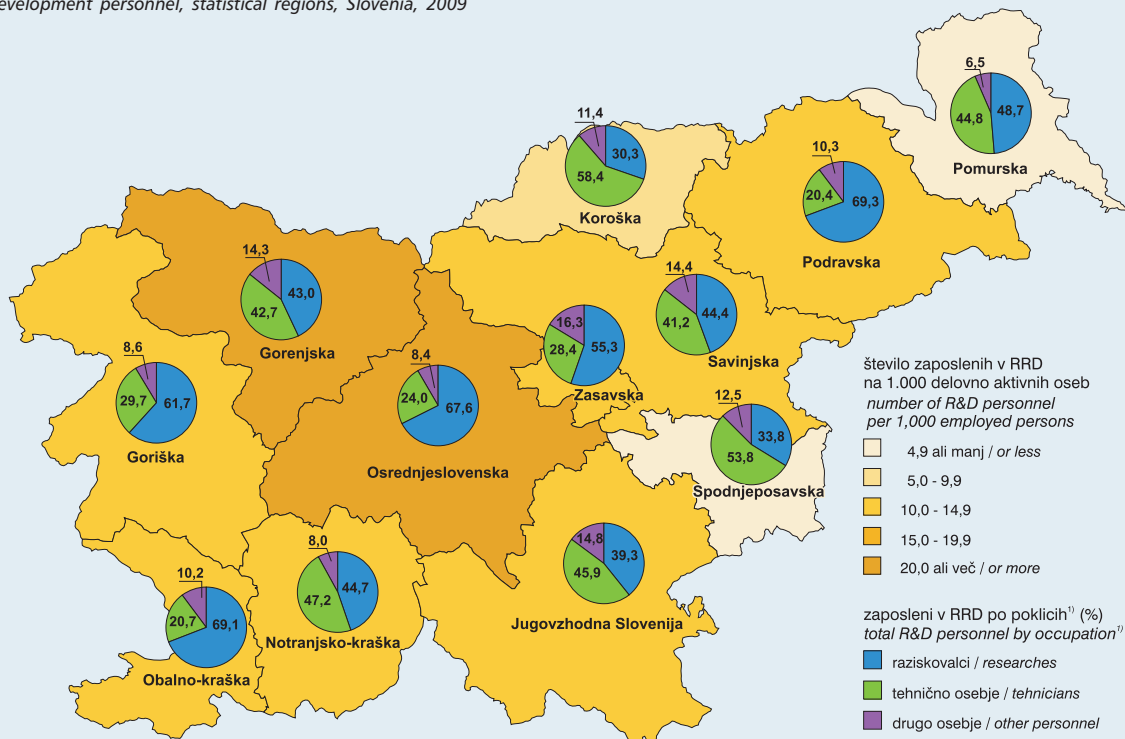 evelopment personnel, statistical regions, Slovenia, 2009
6,5
44,8
48,7
Pomurska
11,4
30,3
58,4
Koroška
10,3
20,4
69,3
Podravska
14,3
43,0
42,7
Gorenjska
14,4
44,4
41,2
Savinjska
16,3
28,4
55,3
Zasavska
8,6
29,7
61,7
Goriška
8,4
24,0
67,6
Osrednjeslovenska
12,5
33,8
53,8
Spodnjeposavska
8,0
44,7
47,2
Notranjsko-kraška
14,8
39,3
45,9
Jugovzhodna Slovenija
10,2
20,7
69,1
Obalno-kraška
število zaposlenih v RRD
na 1.000 delovno aktivnih oseb
number of R&D personnel
per 1,000 employed persons
4,9 ali manj / or less
5,0 - 9,9
10,0 - 14,9
15,0 - 19,9
20,0 ali več / or more
zaposleni v RRD po poklicih1) (%)
total R&D personnel by occupation1)
raziskovalci / researches
tehnično osebje / tehnicians
drugo osebje / other personnel